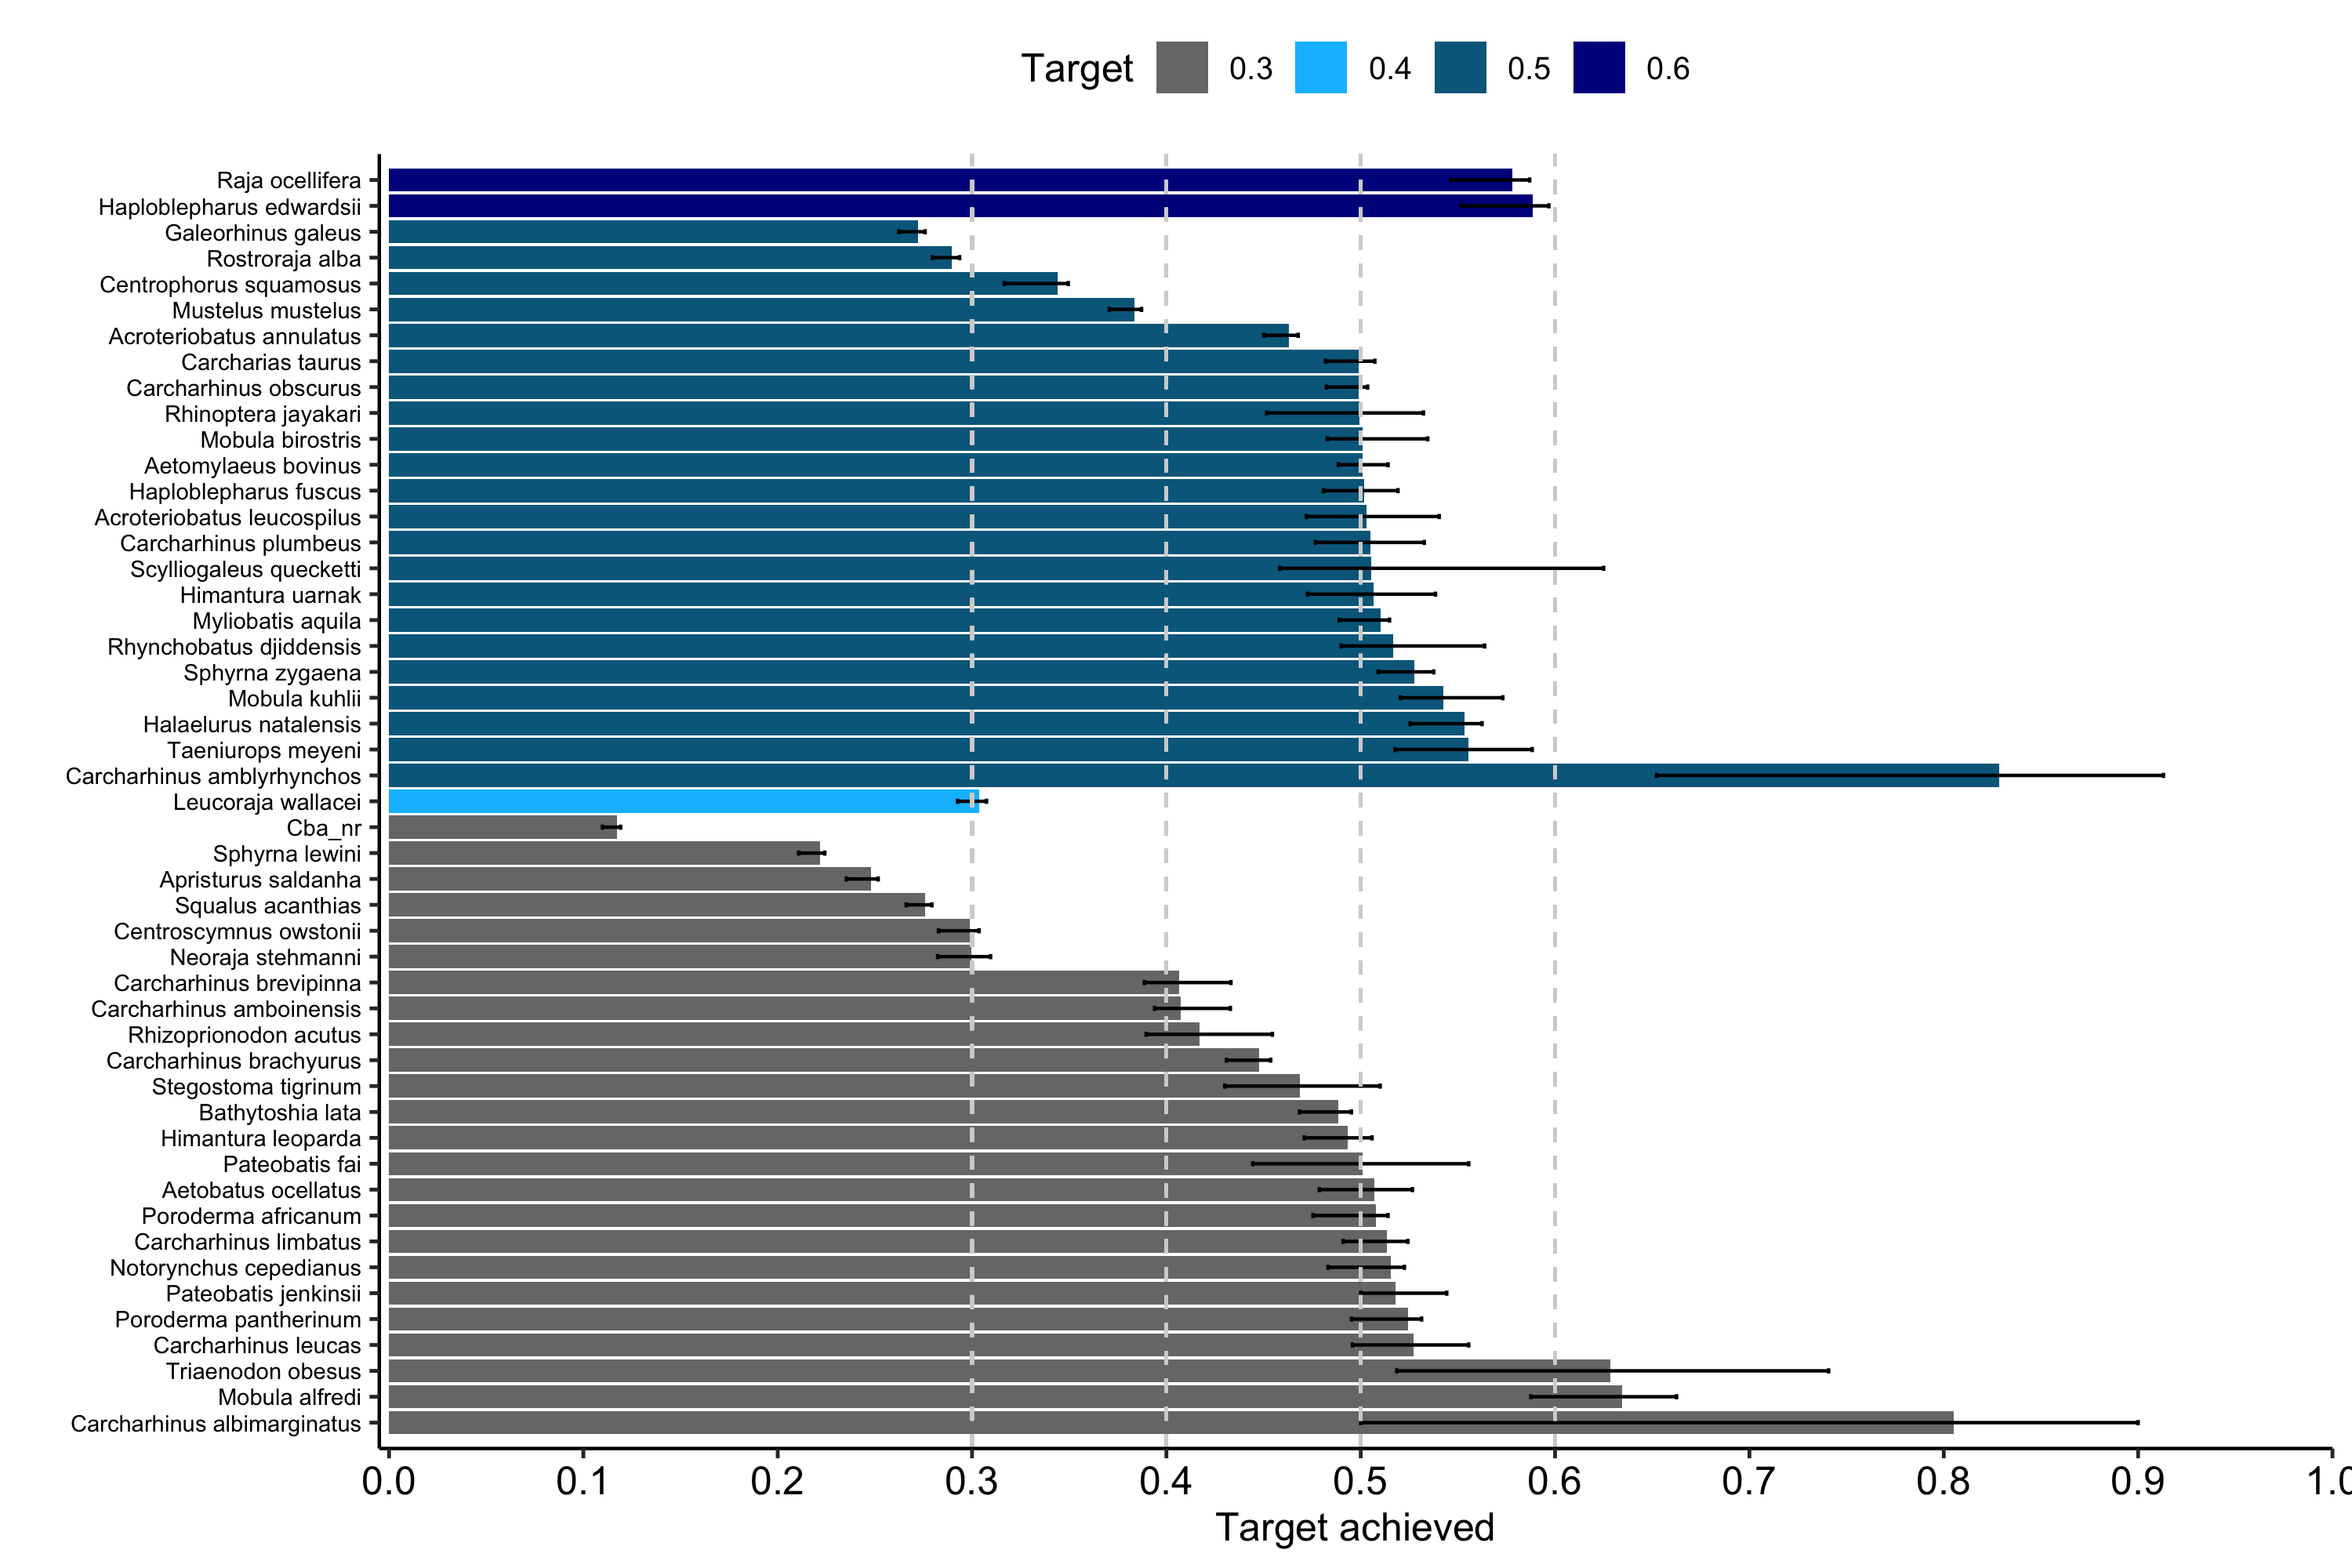 Target 0.3 0.4 0.5 0.6
Raja ocellifera
Haploblepharus edwardsii
Galeorhinus galeus
Rostroraja alba
Centrophorus squamosus
Mustelus mustelus
Acroteriobatus annulatus
Carcharias taurus
Carcharhinus obscurus
Rhinoptera jayakari
Mobula birostris
Aetomylaeus bovinus
Haploblepharus fuscus
Acroteriobatus leucospilus
Carcharhinus plumbeus
Scylliogaleus quecketti
Himantura uarnak
Myliobatis aquila
Rhynchobatus djiddensis
Sphyrna zygaena
Mobula kuhlii
Halaelurus natalensis
Taeniurops meyeni
Carcharhinus amblyrhynchos
Leucoraja wallacei
Cba_nr
Sphyrna lewini
Apristurus saldanha
Squalus acanthias
Centroscymnus owstonii
Neoraja stehmanni
Carcharhinus brevipinna
Carcharhinus amboinensis
Rhizoprionodon acutus
Carcharhinus brachyurus
Stegostoma tigrinum
Bathytoshia lata
Himantura leoparda
Pateobatis fai
Aetobatus ocellatus
Poroderma africanum
Carcharhinus limbatus
Notorynchus cepedianus
Pateobatis jenkinsii
Poroderma pantherinum
Carcharhinus leucas
Triaenodon obesus
Mobula alfredi
Carcharhinus albimarginatus
0.0 0.1 0.2 0.3 0.4 0.5 0.6 0.7 0.8 0.9 1.0
Target achieved